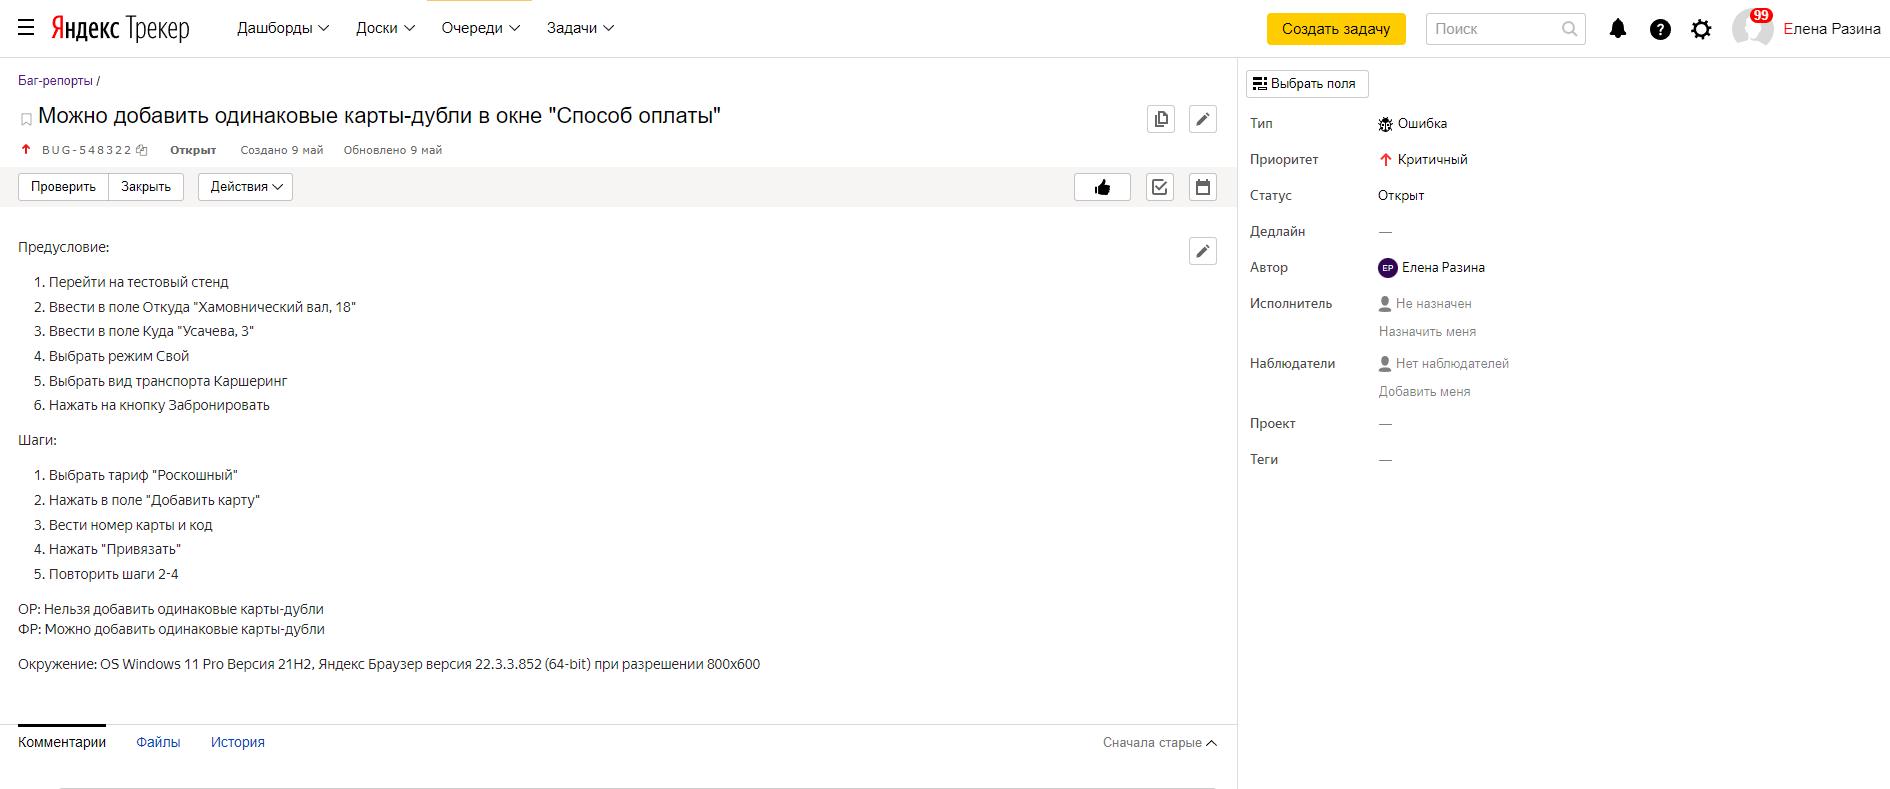 Яндекс Трекер Дашборды Доски Очереди Задачи Создать задачу Поиск 99 Елена Разина
Баг-репорты /
Можно добавить одинаковые карты-дубли в окне "Способ оплаты"
BUG-548322 Открыт Создано 9 май Обновлено 9 май
Проверить Закрыть Действия
Предусловие:
1. Перейти на тестовый стенд
2. Ввести в поле Откуда "Хамовнический вал, 18"
3. Ввести в поле Куда "Усачева, 3"
4. Выбрать режим Свой
5. Выбрать вид транспорта Каршеринг
6. Нажать на кнопку Забронировать
Шаги:
1. Выбрать тариф "Роскошный"
2. Нажать в поле "Добавить карту"
3. Вести номер карты и код
4. Нажать "Привязать"
5. Повторить шаги 2-4
ОР: Нельзя добавить одинаковые карты-дубли
ФР: Можно добавить одинаковые карты-дубли
Окружение: OS Windows 11 Pro Версия 21H2, Яндекс Браузер версия 22.3.3.852 (64-bit) при разрешении 800x600
Комментарии Файлы История Сначала старые
Выбрать поля
Тип Ошибка
Приоритет Критичный
Статус Открыт
Дедлайн —
Автор ЕР Елена Разина
Исполнитель Не назначен
Назначить меня
Наблюдатели Нет наблюдателей
Добавить меня
Проект —
Теги —